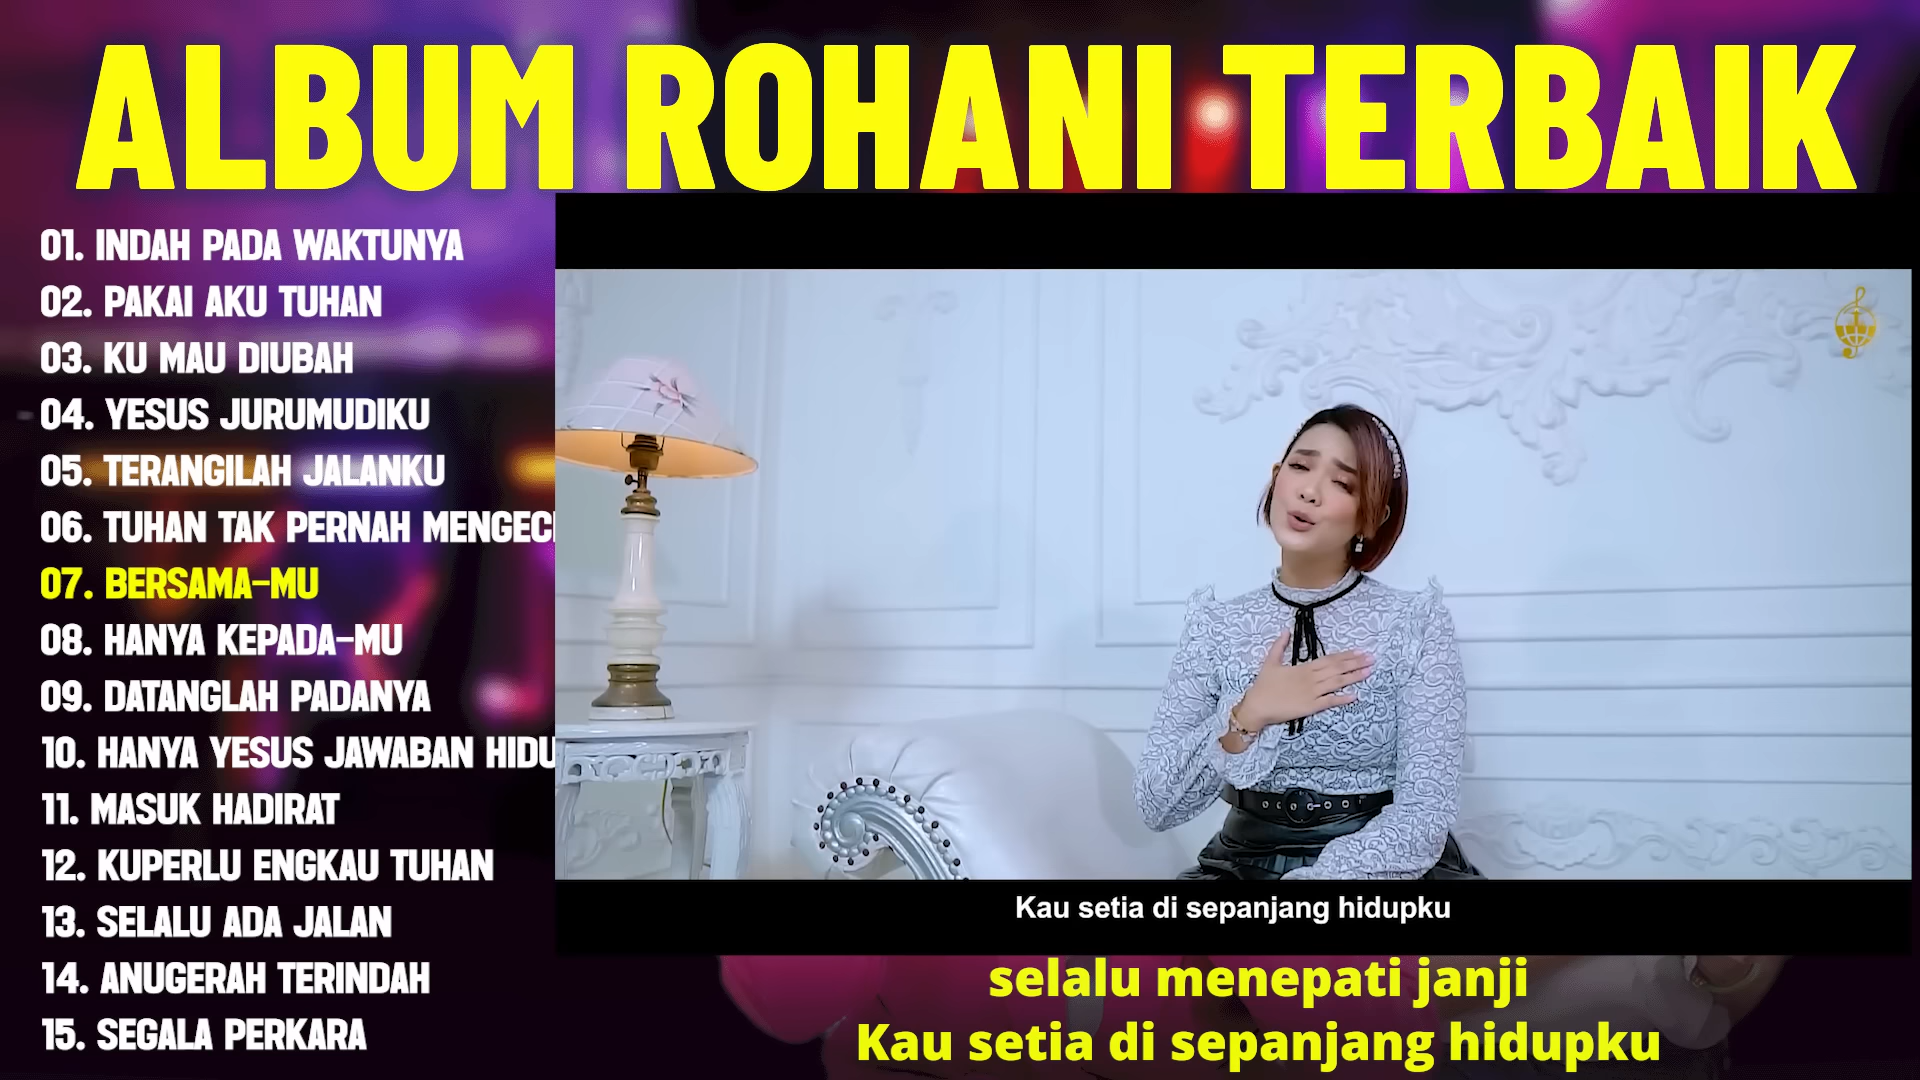 ALBUM ROHANI TERBAIK
01. INDAH PADA WAKTUNYA
02. PAKAI AKU TUHAN
03. KU MAU DIUBAH
04. YESUS JURUMUDIKU
05. TERANGILAH JALANKU
06. TUHAN TAK PERNAH
07. BERSAMA-MU
08. HANYA KEPADA-MU
09. DATANGLAH PADANYA
10. HANYA YESUS JAWABAN HIDU
11. MASUK HADIRAT
12. KUPERLU ENGKAU TUHAN
13. SELALU ADA JALAN
14. ANUGERAH TERINDAH
15. SEGALA PERKARA
Kau setia di sepanjang hidupku
selalu menepati janji
Kau setia di sepanjang hidupku